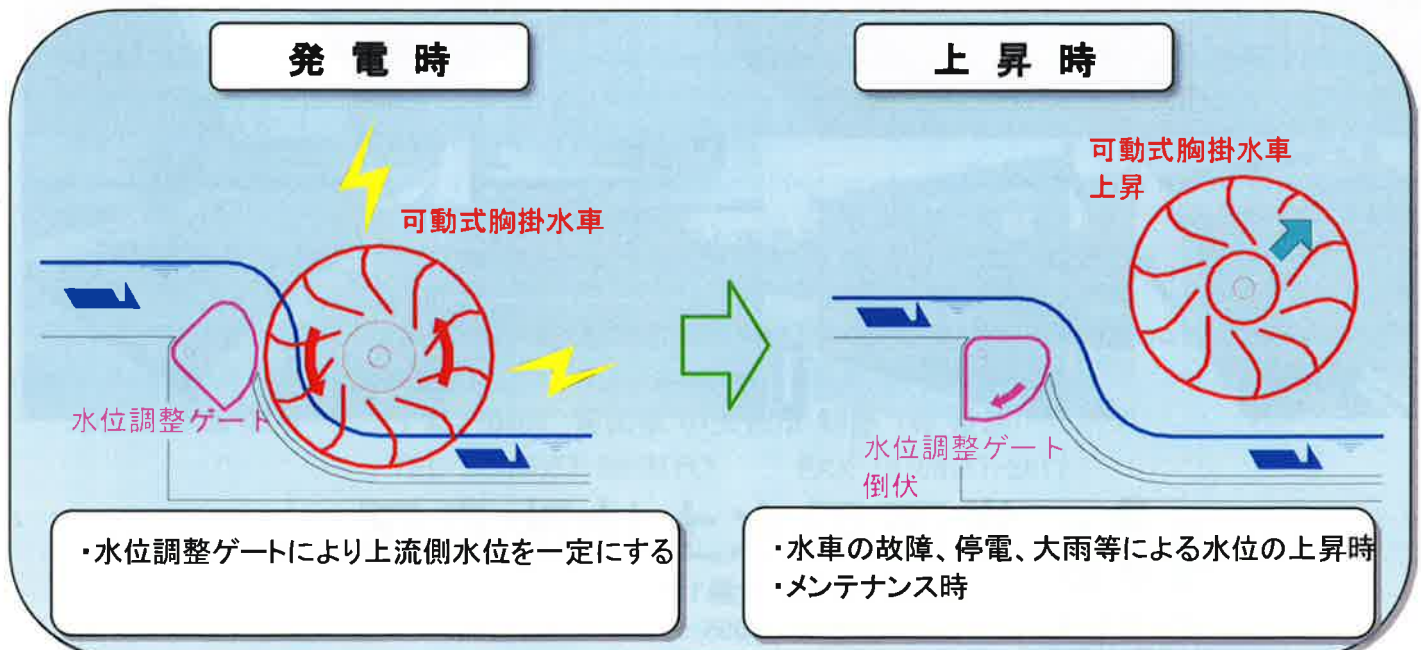 発電時
上昇時
可動式胸掛水車
可動式胸掛水車
上昇
水位調整ゲート
水位調整ゲート
倒伏
・水位調整ゲートにより上流側水位を一定にする
・水車の故障、停電、大雨等による水位の上昇時
・メンテナンス時